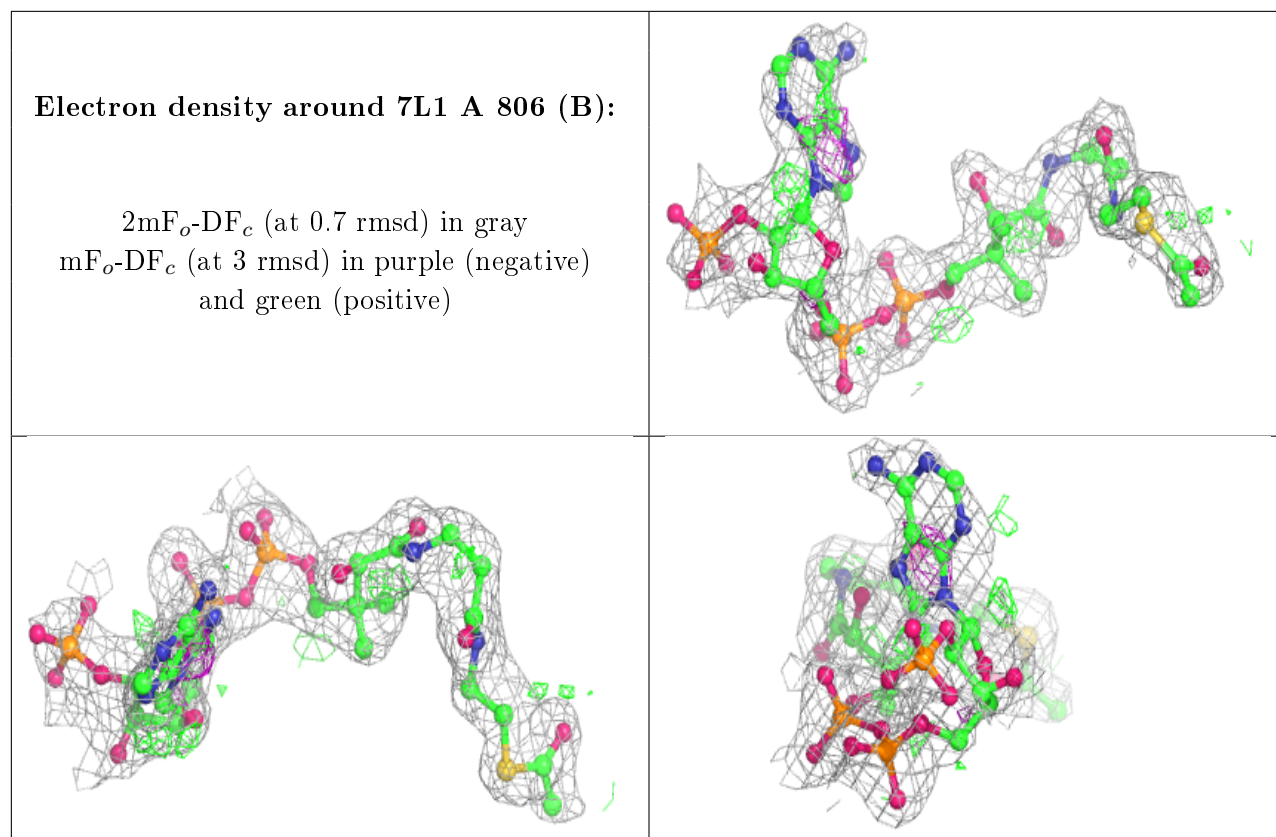 Electron density around 7L1 A 806 (B):
2mFₒ-DF𝒸 (at 0.7 rmsd) in gray
mFₒ-DF𝒸 (at 3 rmsd) in purple (negative)
and green (positive)